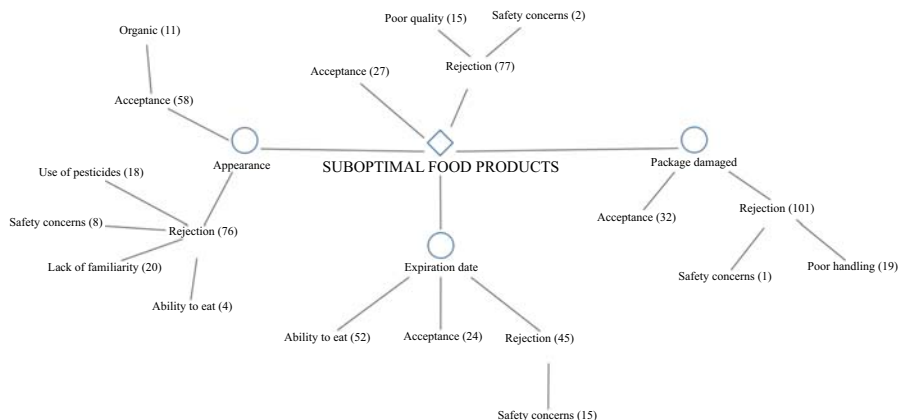 Poor quality (15)
Safety concerns (2)
Organic (11)
Acceptance (27)
Rejection (77)
Acceptance (58)
Appearance
SUBOPTIMAL FOOD PRODUCTS
Package damaged
Use of pesticides (18)
Safety concerns (8)
Rejection (76)
Lack of familiarity (20)
Ability to eat (4)
Acceptance (32)
Rejection (101)
Safety concerns (1)
Poor handling (19)
Expiration date
Ability to eat (52)
Acceptance (24)
Rejection (45)
Safety concerns (15)